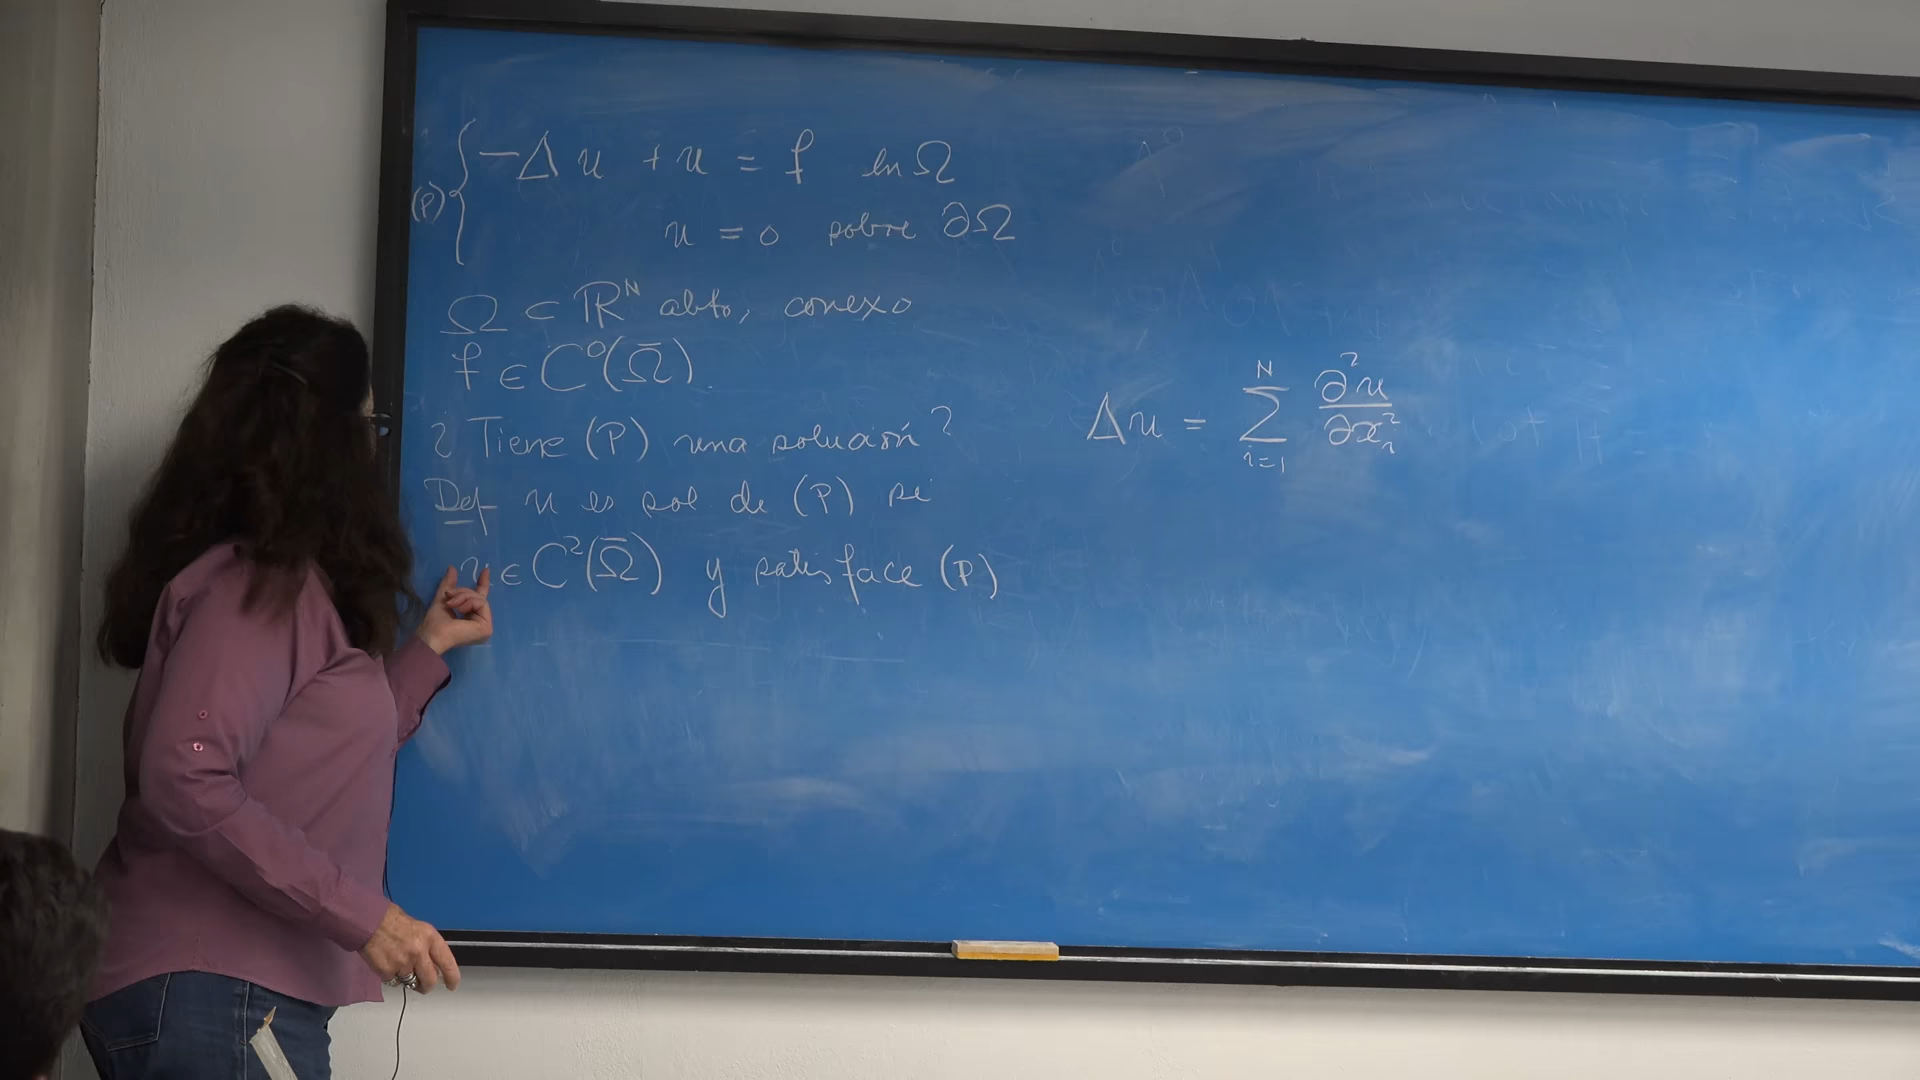 (P) { -Δu + u = f en Ω
u = 0 sobre ∂Ω
Ω ⊂ ℝᴺ abto, conexo
f ∈ C⁰(Ω̄).
¿ Tiene (P) una solución ?
Def u es sol de (P) si
u ∈ C²(Ω̄) y satisface (P)
Δu = ∑ᵢ₌₁ᴺ ∂²u/∂xᵢ²